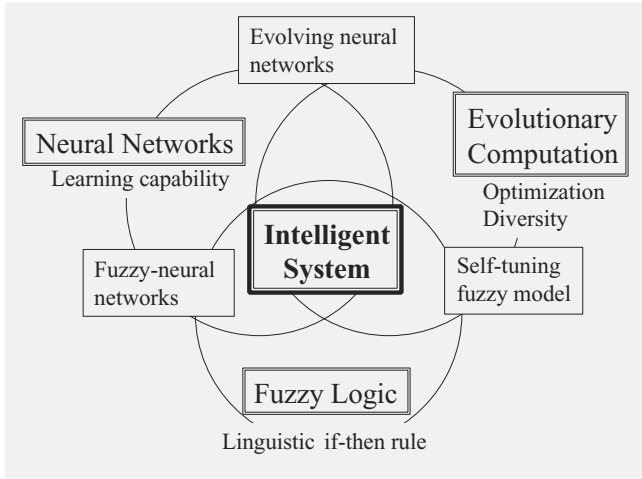 Evolving neural
networks
Neural Networks
Learning capability
Evolutionary
Computation
Optimization
Diversity
Intelligent
System
Fuzzy-neural
networks
Self-tuning
fuzzy model
Fuzzy Logic
Linguistic if-then rule